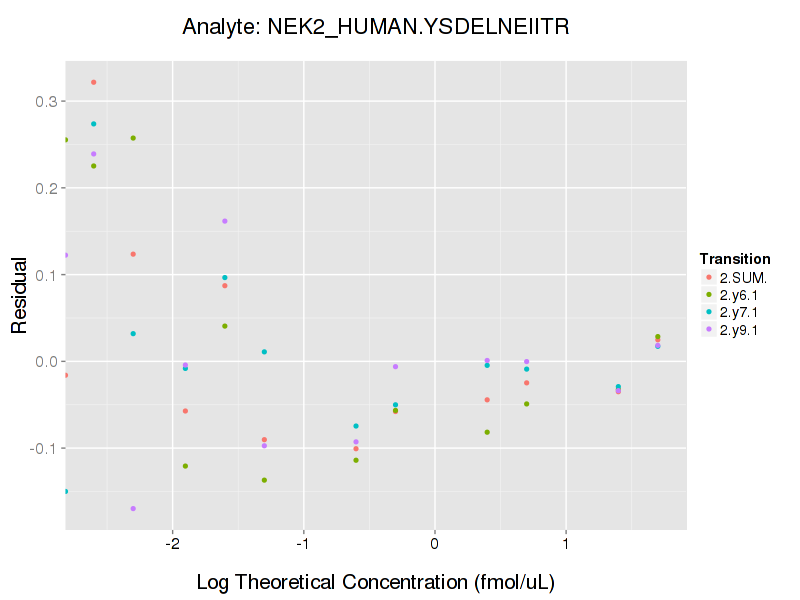 Analyte: NEK2_HUMAN.YSDELNEIITR
Residual
0.3
0.2
0.1
0.0
-0.1
-2
-1
0
1
Log Theoretical Concentration (fmol/uL)
Transition
2.SUM.
2.y6.1
2.y7.1
2.y9.1